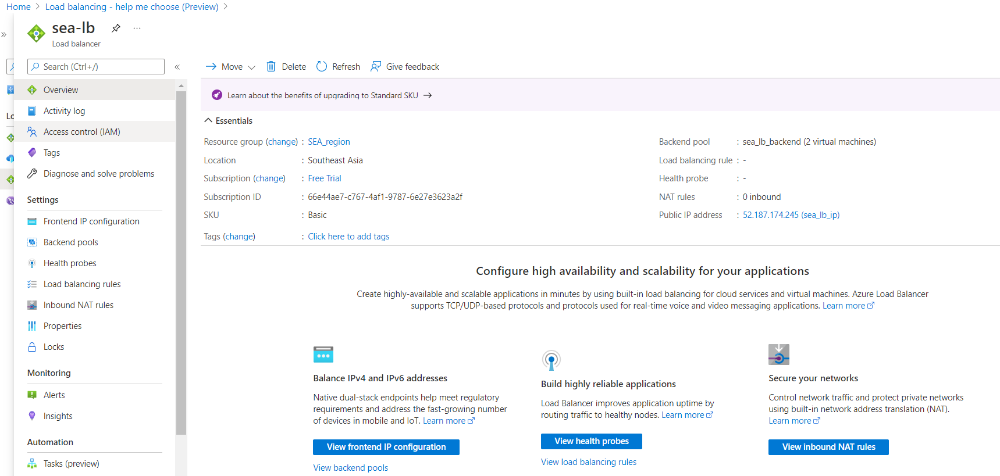 Home > Load balancing - help me choose (Preview) >
sea-lb
Load balancer
Search (Ctrl+/)
Overview
Activity log
Access control (IAM)
Tags
Diagnose and solve problems
Settings
Frontend IP configuration
Backend pools
Health probes
Load balancing rules
Inbound NAT rules
Properties
Locks
Monitoring
Alerts
Insights
Automation
Tasks (preview)
Move
Delete
Refresh
Give feedback
Learn about the benefits of upgrading to Standard SKU →
Essentials
Resource group (change) : SEA_region
Location : Southeast Asia
Subscription (change) : Free Trial
Subscription ID : 66e44ae7-c767-4af1-9787-6e27e3623a2f
SKU : Basic
Tags (change) : Click here to add tags
Backend pool : sea_lb_backend (2 virtual machines)
Load balancing rule : -
Health probe : -
NAT rules : 0 inbound
Public IP address : 52.187.174.245 (sea_lb_ip)
Configure high availability and scalability for your applications
Create highly-available and scalable applications in minutes by using built-in load balancing for cloud services and virtual machines. Azure Load Balancer
supports TCP/UDP-based protocols and protocols used for real-time voice and video messaging applications. Learn more
Balance IPv4 and IPv6 addresses
Native dual-stack endpoints help meet regulatory
requirements and address the fast-growing number
of devices in mobile and IoT. Learn more
View frontend IP configuration
View backend pools
Build highly reliable applications
Load Balancer improves application uptime by
routing traffic to healthy nodes. Learn more
View health probes
View load balancing rules
Secure your networks
Control network traffic and protect private networks
using built-in network address translation (NAT).
Learn more
View inbound NAT rules